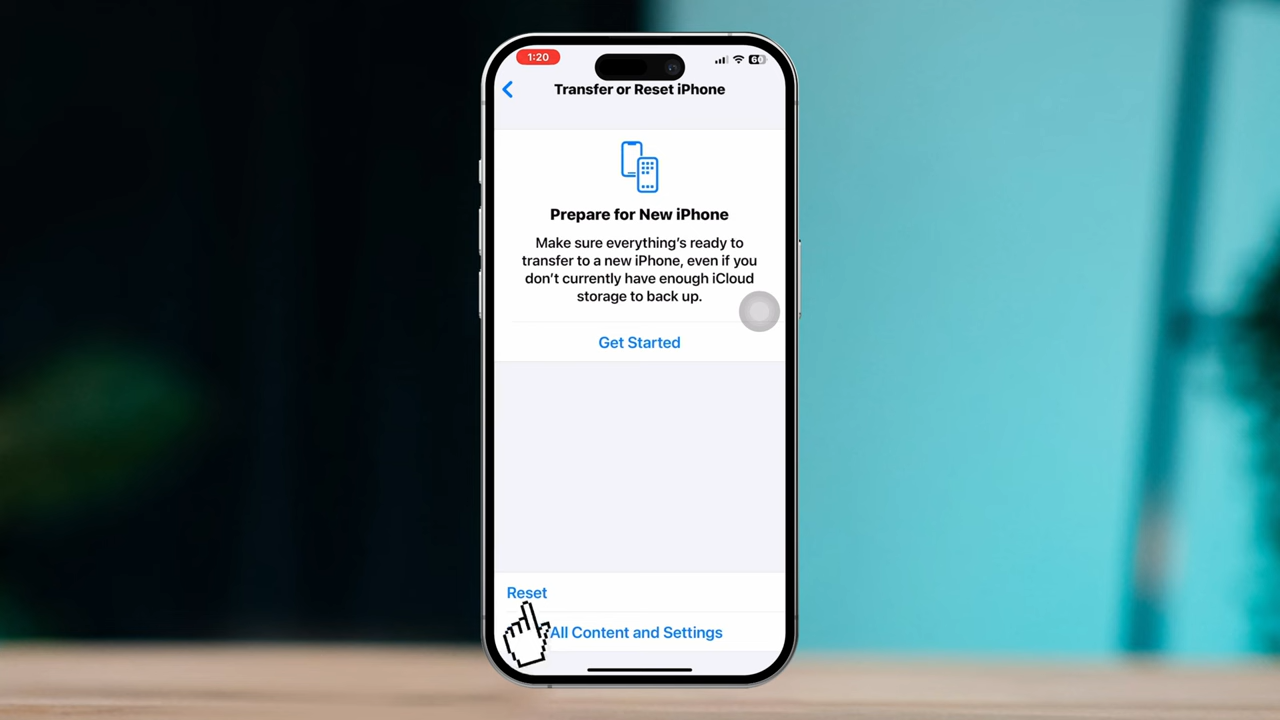 1:20
60
Transfer or Reset iPhone
Prepare for New iPhone
Make sure everything's ready to
transfer to a new iPhone, even if you
don't currently have enough iCloud
storage to back up.
Get Started
Reset
All Content and Settings